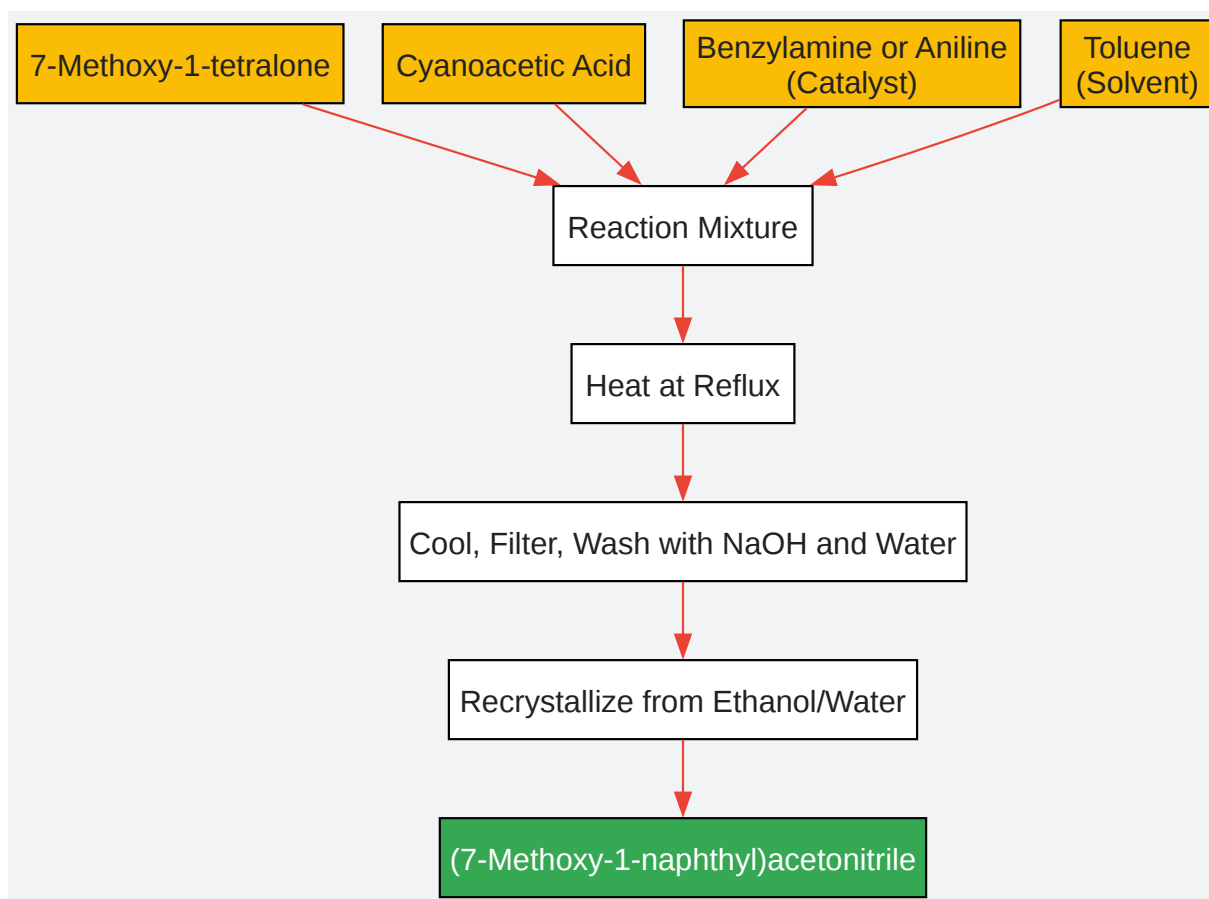 7-Methoxy-1-tetralone
Cyanoacetic Acid
Benzylamine or Aniline
(Catalyst)
Toluene
(Solvent)
Reaction Mixture
Heat at Reflux
Cool, Filter, Wash with NaOH and Water
Recrystallize from Ethanol/Water
(7-Methoxy-1-naphthyl)acetonitrile